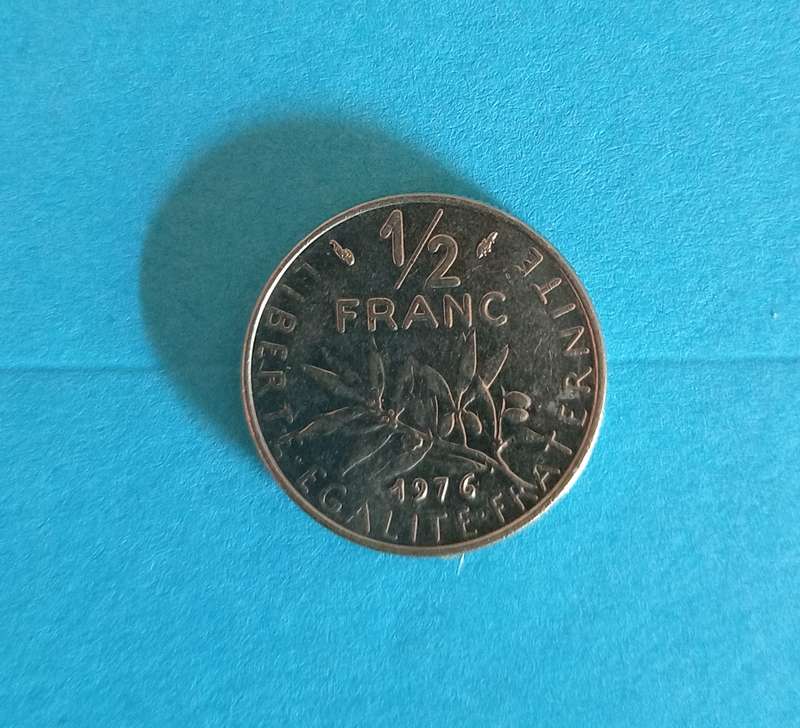 1/2
FRANC
1976
LIBERTE·EGALITE·FRATERNITE